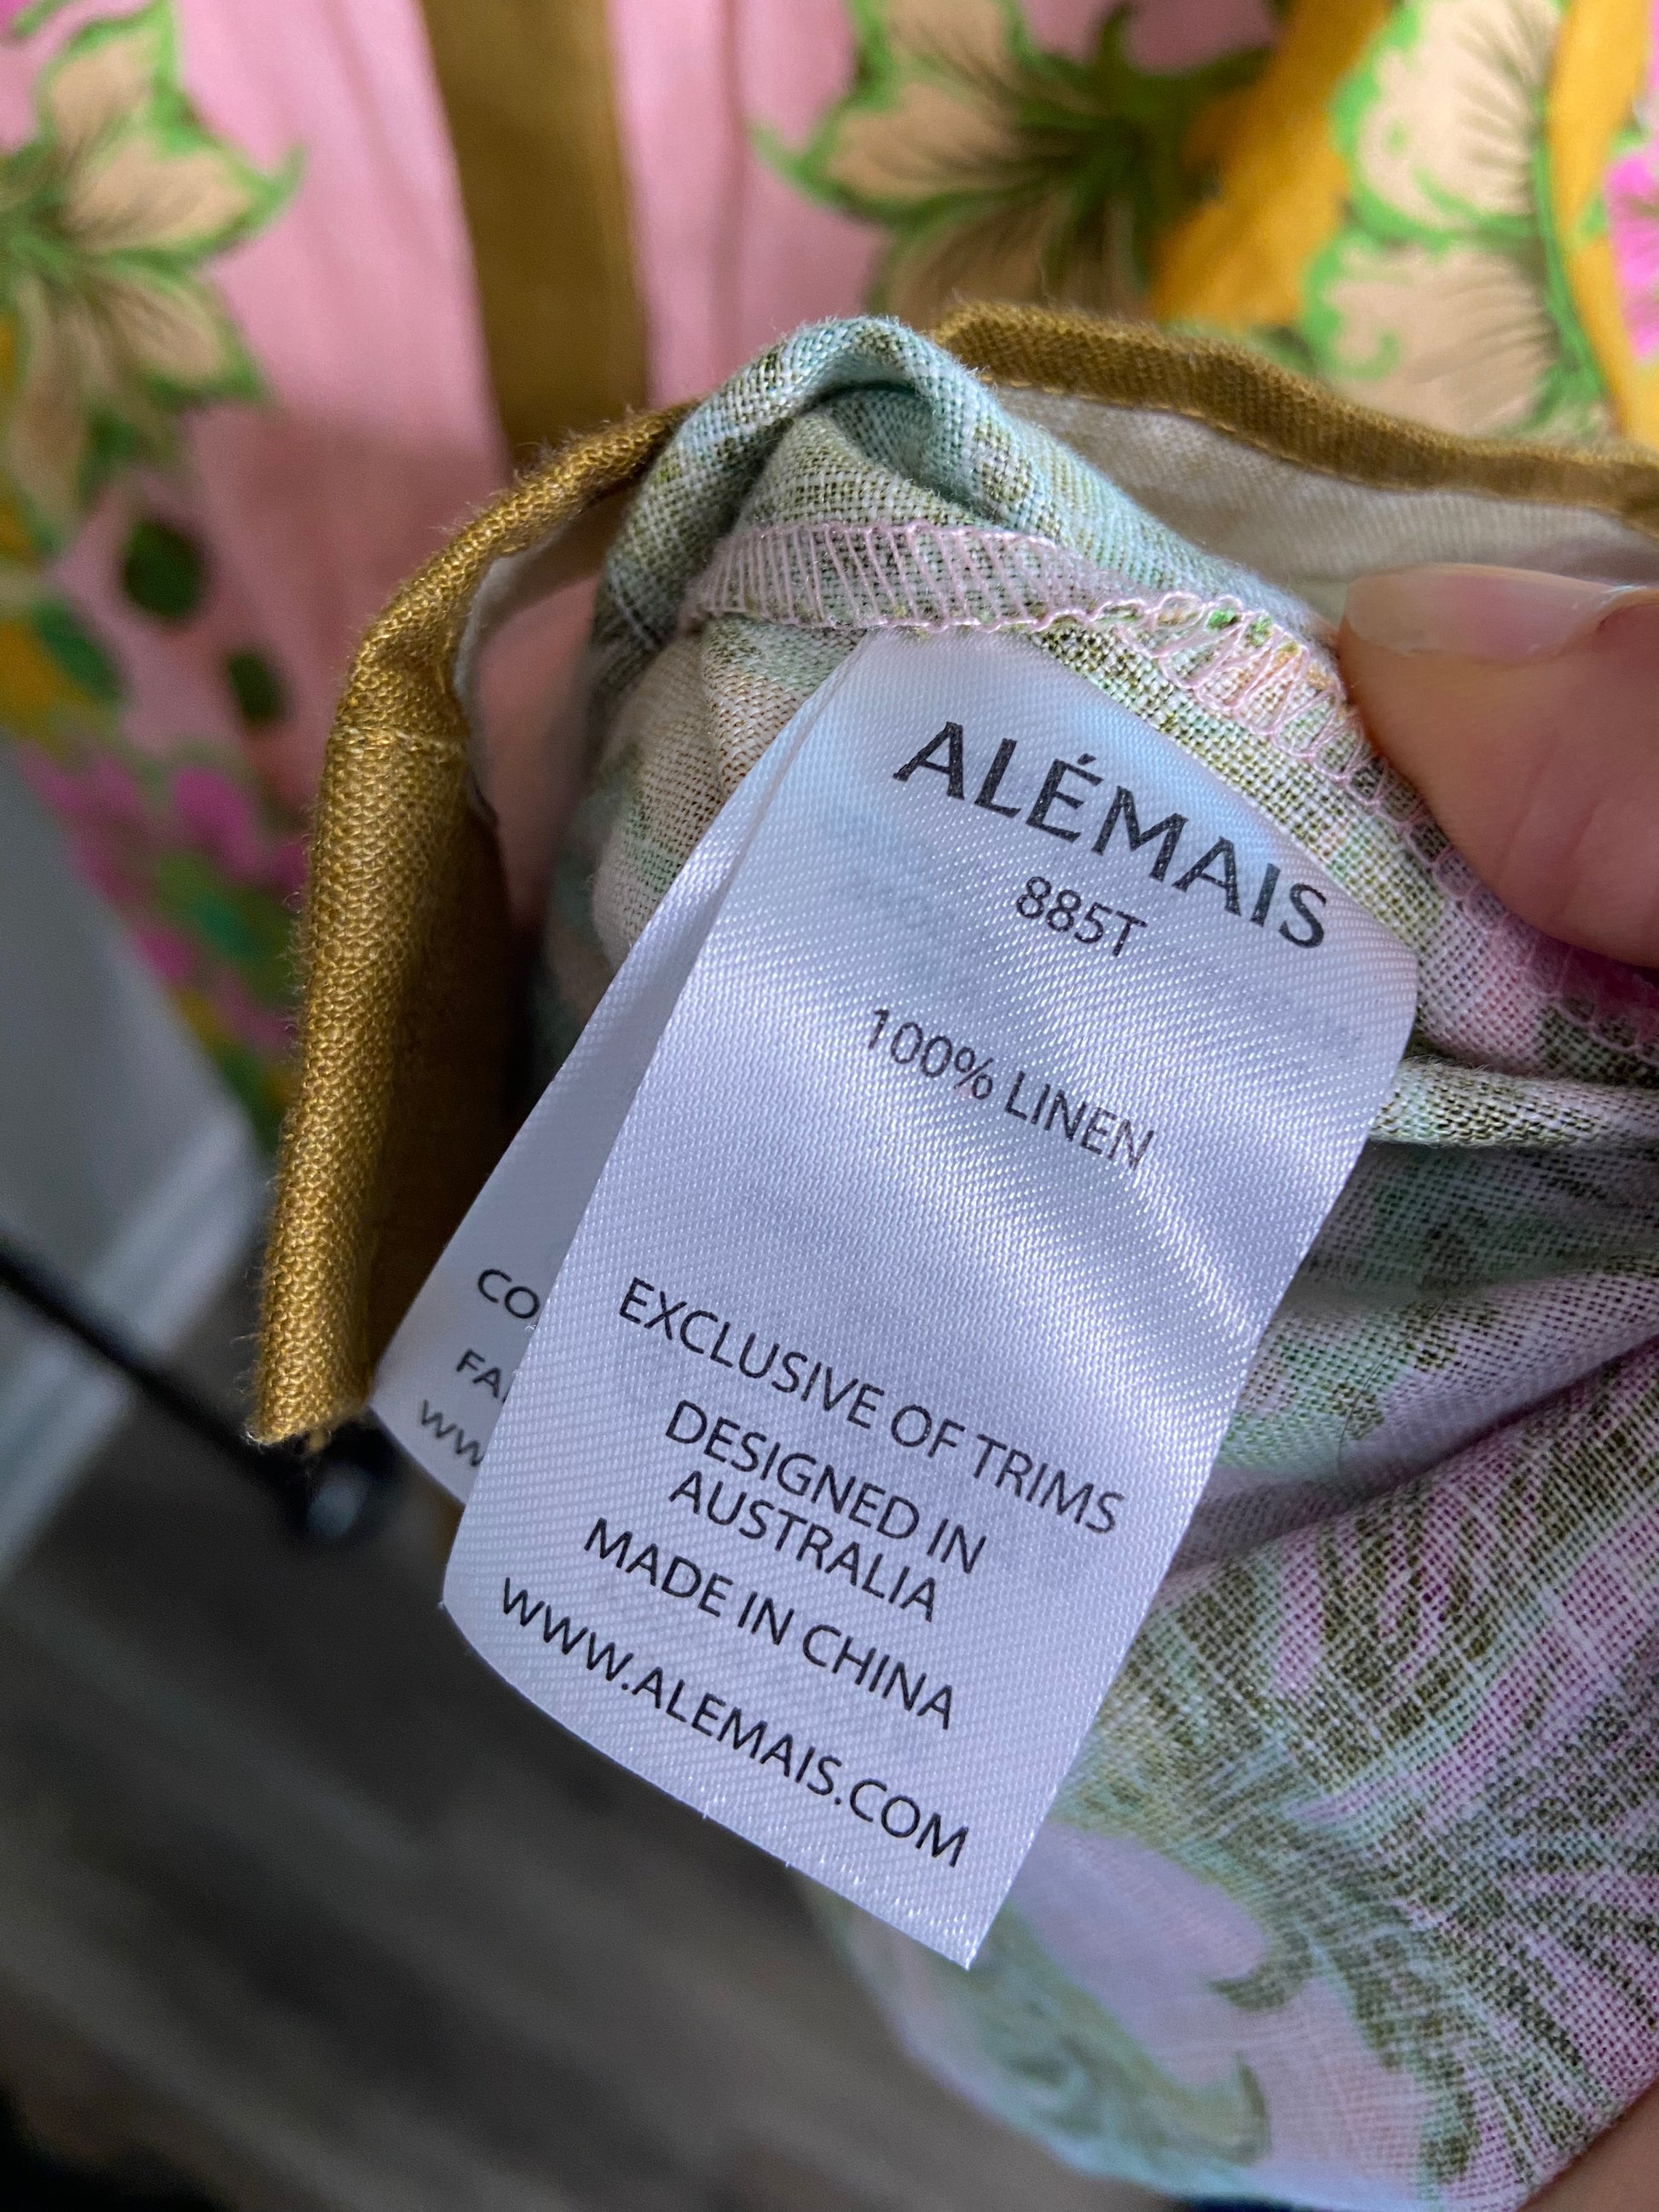 ALÉMAIS
885T
100% LINEN
EXCLUSIVE OF TRIMS
DESIGNED IN
AUSTRALIA
MADE IN CHINA
WWW.ALEMAIS.COM